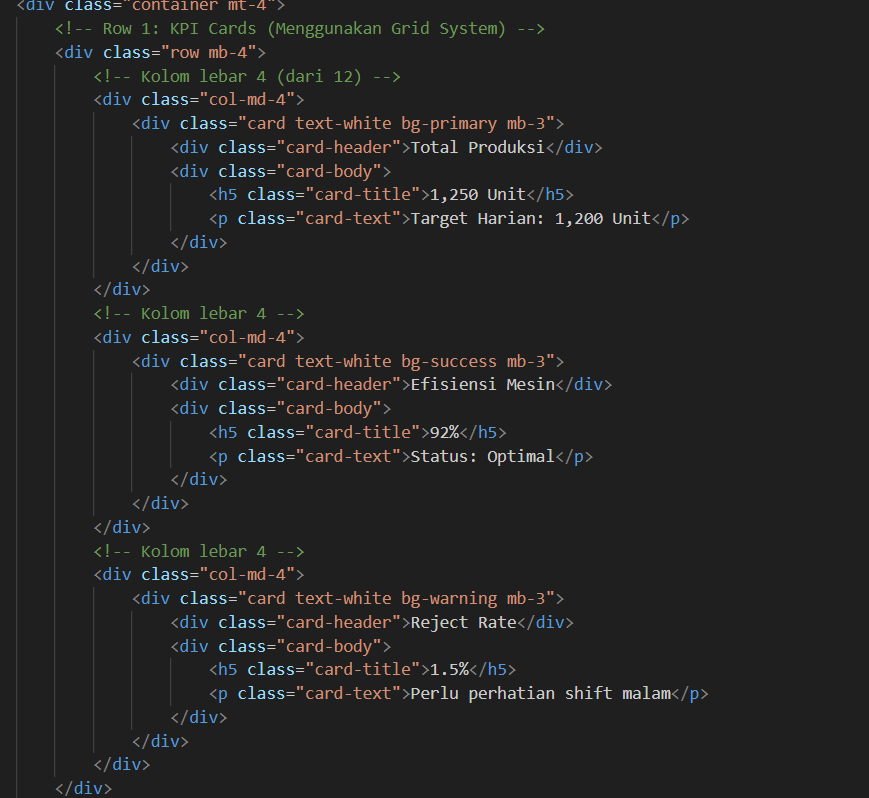 <div class="container mt-4">
<!-- Row 1: KPI Cards (Menggunakan Grid System) -->
<div class="row mb-4">
<!-- Kolom lebar 4 (dari 12) -->
<div class="col-md-4">
<div class="card text-white bg-primary mb-3">
<div class="card-header">Total Produksi</div>
<div class="card-body">
<h5 class="card-title">1,250 Unit</h5>
<p class="card-text">Target Harian: 1,200 Unit</p>
</div>
</div>
</div>
<!-- Kolom lebar 4 -->
<div class="col-md-4">
<div class="card text-white bg-success mb-3">
<div class="card-header">Efisiensi Mesin</div>
<div class="card-body">
<h5 class="card-title">92%</h5>
<p class="card-text">Status: Optimal</p>
</div>
</div>
</div>
<!-- Kolom lebar 4 -->
<div class="col-md-4">
<div class="card text-white bg-warning mb-3">
<div class="card-header">Reject Rate</div>
<div class="card-body">
<h5 class="card-title">1.5%</h5>
<p class="card-text">Perlu perhatian shift malam</p>
</div>
</div>
</div>
</div>